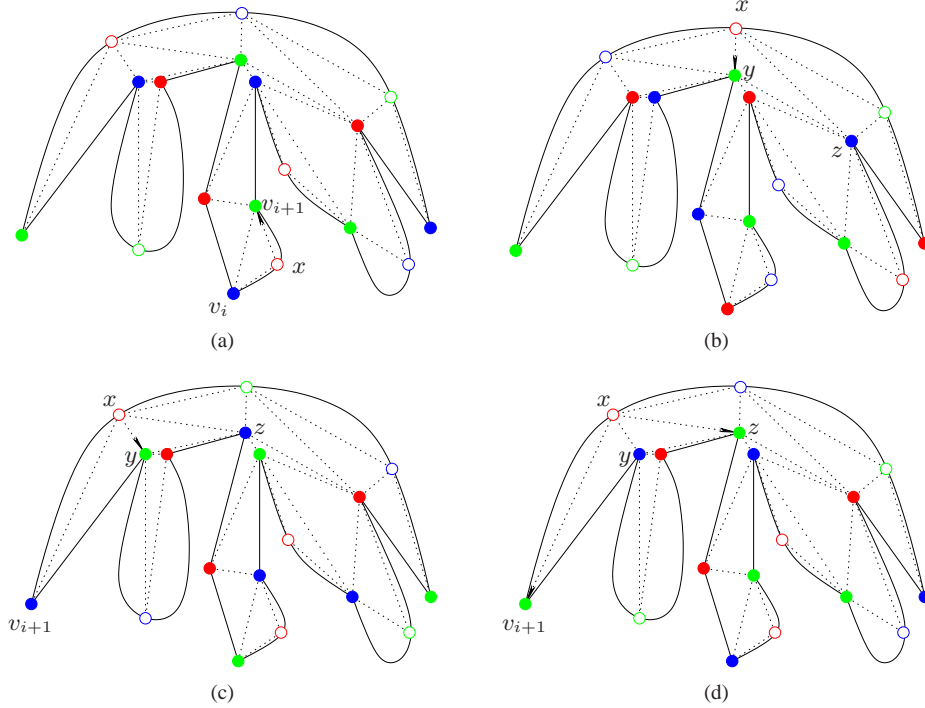 x
y
z
v_{i+1}
x
v_i
(a)
(b)
x
z
y
v_{i+1}
x
z
y
v_{i+1}
(c)
(d)